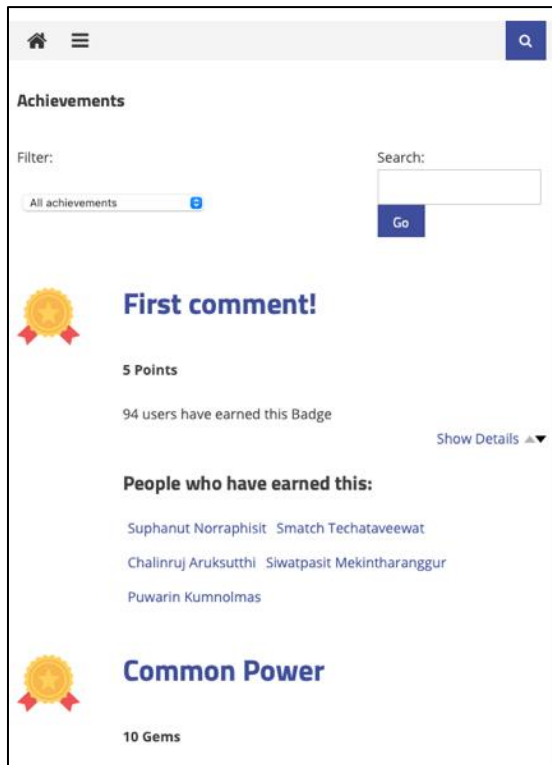 Achievements
Filter:
Search:
All achievements
Go
First comment!
5 Points
94 users have earned this Badge
Show Details
People who have earned this:
Suphanut Norraphisit Smatch Techataveewat
Chalinruj Aruksutthi Siwatpasit Mekintharanggur
Puwarin Kumnolmas
Common Power
10 Gems